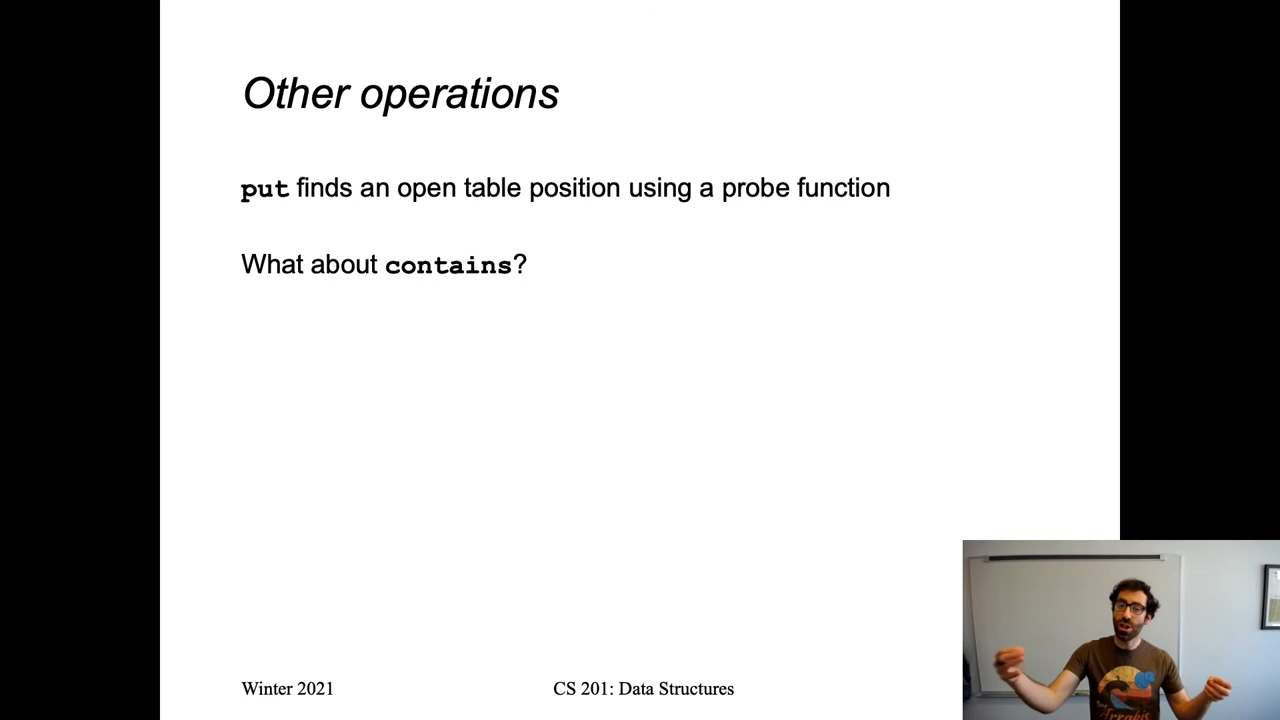 Other operations
put finds an open table position using a probe function
What about contains?
Winter 2021
CS 201: Data Structures